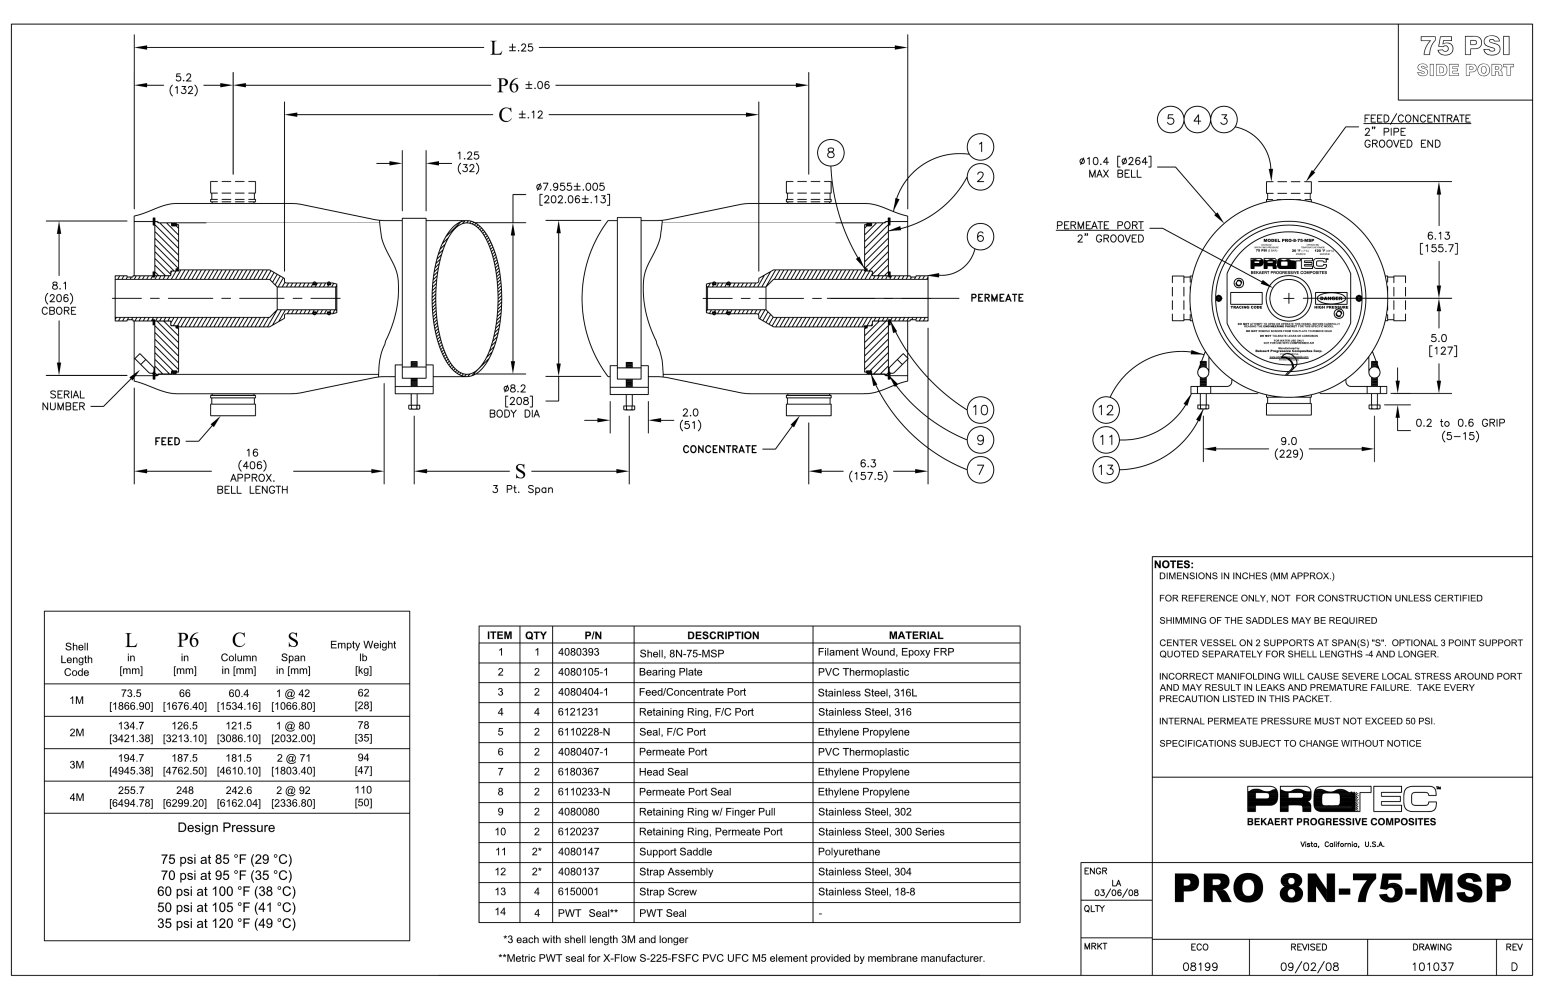 75 PSI
SIDE PORT
L ±.25
5.2
(132)
P6 ±.06
C ±.12
1.25
(32)
8
1
2
6
ø7.955±.005
[202.06±.13]
8.1
(206)
CBORE
PERMEATE
SERIAL
NUMBER
ø8.2
[208]
BODY DIA
2.0
(51)
FEED
CONCENTRATE
10
9
7
16
(406)
APPROX.
BELL LENGTH
S
3 Pt. Span
6.3
(157.5)
5 4 3
FEED/CONCENTRATE
2" PIPE
GROOVED END
ø10.4 [ø264]
MAX BELL
PERMEATE PORT
2" GROOVED
6.13
[155.7]
5.0
[127]
MODEL PRO-8-75-MSP
PROTEC
BEKAERT PROGRESSIVE COMPOSITES
TRACING CODE
DANGER
HIGH PRESSURE
12
11
13
0.2 to 0.6 GRIP
(5-15)
9.0
(229)
Shell Length Code L in [mm] P6 in [mm] C Column in [mm] S Span in [mm] Empty Weight lb [kg]
1M 73.5 [1866.90] 66 [1676.40] 60.4 [1534.16] 1 @ 42 [1066.80] 62 [28]
2M 134.7 [3421.38] 126.5 [3213.10] 121.5 [3086.10] 1 @ 80 [2032.00] 78 [35]
3M 194.7 [4945.38] 187.5 [4762.50] 181.5 [4610.10] 2 @ 71 [1803.40] 94 [47]
4M 255.7 [6494.78] 248 [6299.20] 242.6 [6162.04] 2 @ 92 [2336.80] 110 [50]
Design Pressure
75 psi at 85 °F (29 °C)
70 psi at 95 °F (35 °C)
60 psi at 100 °F (38 °C)
50 psi at 105 °F (41 °C)
35 psi at 120 °F (49 °C)
ITEM QTY P/N DESCRIPTION MATERIAL
1 1 4080393 Shell, 8N-75-MSP Filament Wound, Epoxy FRP
2 2 4080105-1 Bearing Plate PVC Thermoplastic
3 2 4080404-1 Feed/Concentrate Port Stainless Steel, 316L
4 4 6121231 Retaining Ring, F/C Port Stainless Steel, 316
5 2 6110228-N Seal, F/C Port Ethylene Propylene
6 2 4080407-1 Permeate Port PVC Thermoplastic
7 2 6180367 Head Seal Ethylene Propylene
8 2 6110233-N Permeate Port Seal Ethylene Propylene
9 2 4080080 Retaining Ring w/ Finger Pull Stainless Steel, 302
10 2 6120237 Retaining Ring, Permeate Port Stainless Steel, 300 Series
11 2* 4080147 Support Saddle Polyurethane
12 2* 4080137 Strap Assembly Stainless Steel, 304
13 4 6150001 Strap Screw Stainless Steel, 18-8
14 4 PWT Seal** PWT Seal -
*3 each with shell length 3M and longer
**Metric PWT seal for X-Flow S-225-FSFC PVC UFC M5 element provided by membrane manufacturer.
NOTES:
DIMENSIONS IN INCHES (MM APPROX.)
FOR REFERENCE ONLY, NOT FOR CONSTRUCTION UNLESS CERTIFIED
SHIMMING OF THE SADDLES MAY BE REQUIRED
CENTER VESSEL ON 2 SUPPORTS AT SPAN(S) "S". OPTIONAL 3 POINT SUPPORT
QUOTED SEPARATELY FOR SHELL LENGTHS -4 AND LONGER.
INCORRECT MANIFOLDING WILL CAUSE SEVERE LOCAL STRESS AROUND PORT
AND MAY RESULT IN LEAKS AND PREMATURE FAILURE. TAKE EVERY
PRECAUTION LISTED IN THIS PACKET.
INTERNAL PERMEATE PRESSURE MUST NOT EXCEED 50 PSI.
SPECIFICATIONS SUBJECT TO CHANGE WITHOUT NOTICE
PROTEC™
BEKAERT PROGRESSIVE COMPOSITES
Vista, California, U.S.A.
ENGR
LA
03/06/08
QLTY
MRKT
PRO 8N-75-MSP
ECO REVISED DRAWING REV
08199 09/02/08 101037 D